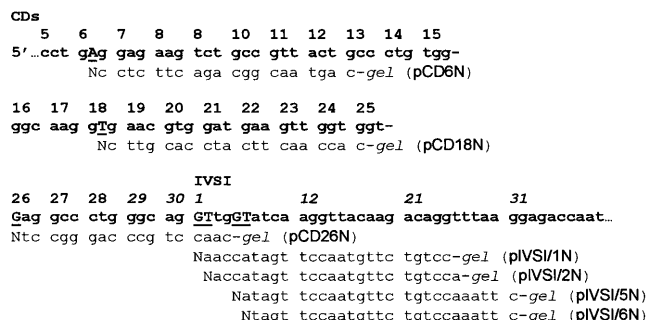 CDs
5 6 7 8 8 10 11 12 13 14 15
5’…cct gAg gag aag tct gcc gtt act gcc ctg tgg-
Nc ctc ttc aga cgg caa tga c-gel (pCD6N)
16 17 18 19 20 21 22 23 24 25
ggc aag gTg aac gtg gat gaa gtt ggt ggt-
Nc ttg cac cta ctt caa cca c-gel (pCD18N)
IVSI
26 27 28 29 30 1 12 21 31
Gag gcc ctg ggc ag GTtgGTatca aggttacaag acaggtttaa ggagaccaat…
Ntc cgg gac ccg tc caac-gel (pCD26N)
Naaccatagt tccaatgttc tgtcc-gel (pIVSI/1N)
Naccatagt tccaatgttc tgtcca-gel (pIVSI/2N)
Natagt tccaatgttc tgtccaaatt c-gel (pIVSI/5N)
Ntagt tccaatgttc tgtccaaatt c-gel (pIVSI/6N)